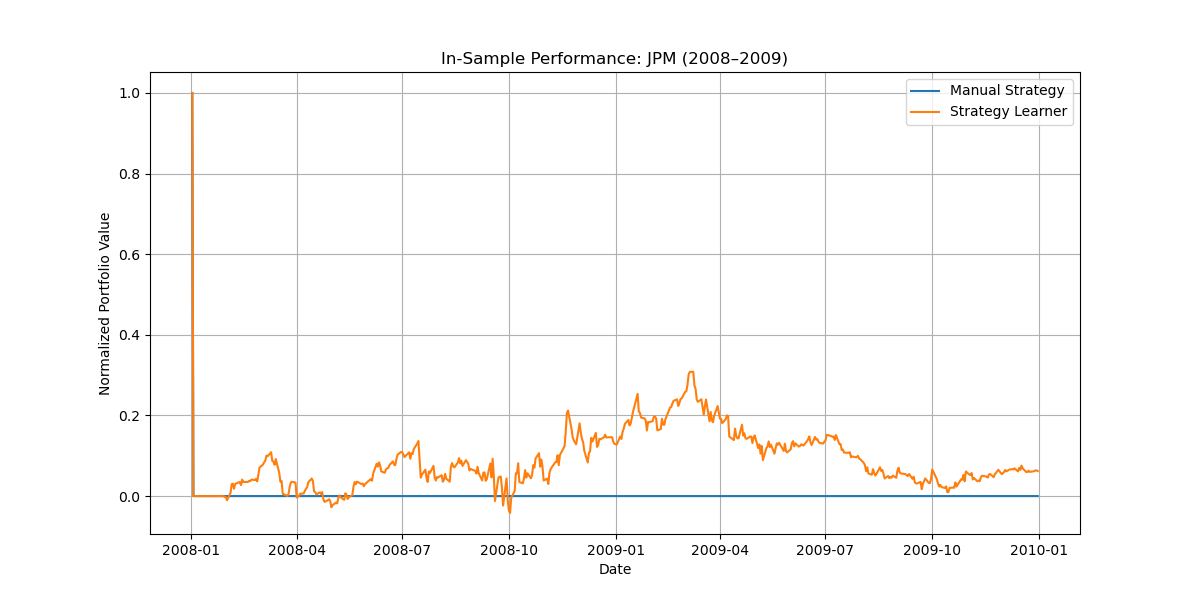 In-Sample Performance: JPM (2008–2009)
Manual Strategy
Strategy Learner
Normalized Portfolio Value
1.0
0.8
0.6
0.4
0.2
0.0
2008-01 2008-04 2008-07 2008-10 2009-01 2009-04 2009-07 2009-10 2010-01
Date